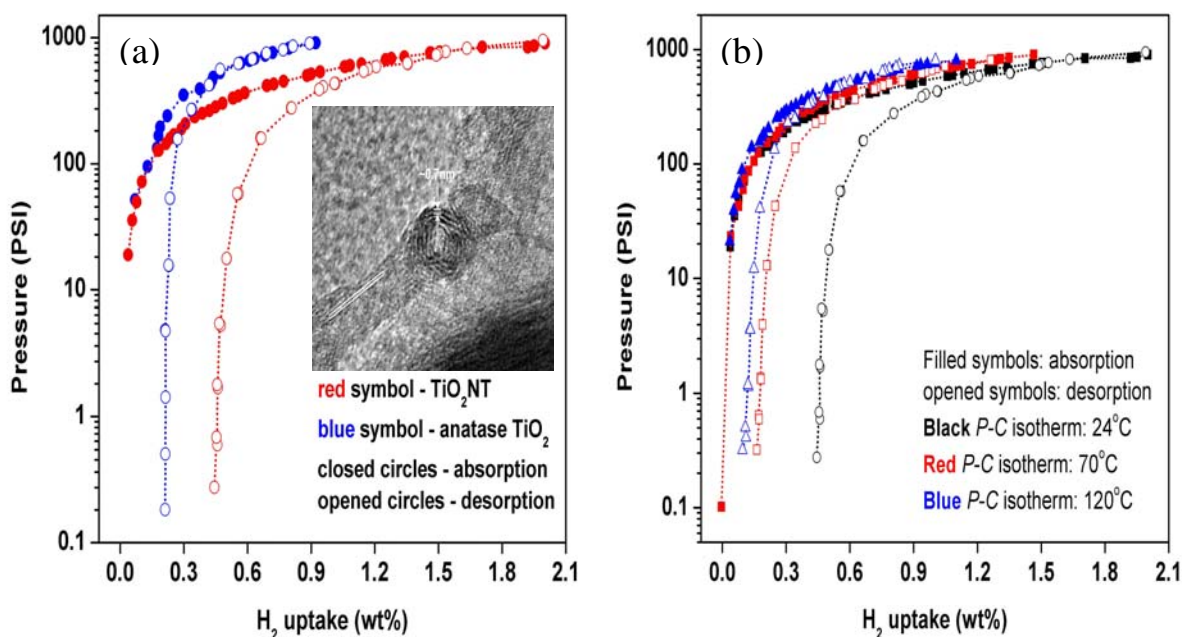 (a)
1000
100
10
1
0.1
Pressure (PSI)
~0.7nm
red symbol - TiO₂NT
blue symbol - anatase TiO₂
closed circles - absorption
opened circles - desorption
0.0 0.3 0.6 0.9 1.2 1.5 1.8 2.1
H₂ uptake (wt%)
(b)
1000
100
10
1
0.1
Pressure (PSI)
Filled symbols: absorption
opened symbols: desorption
Black P-C isotherm: 24°C
Red P-C isotherm: 70°C
Blue P-C isotherm: 120°C
0.0 0.3 0.6 0.9 1.2 1.5 1.8 2.1
H₂ uptake (wt%)